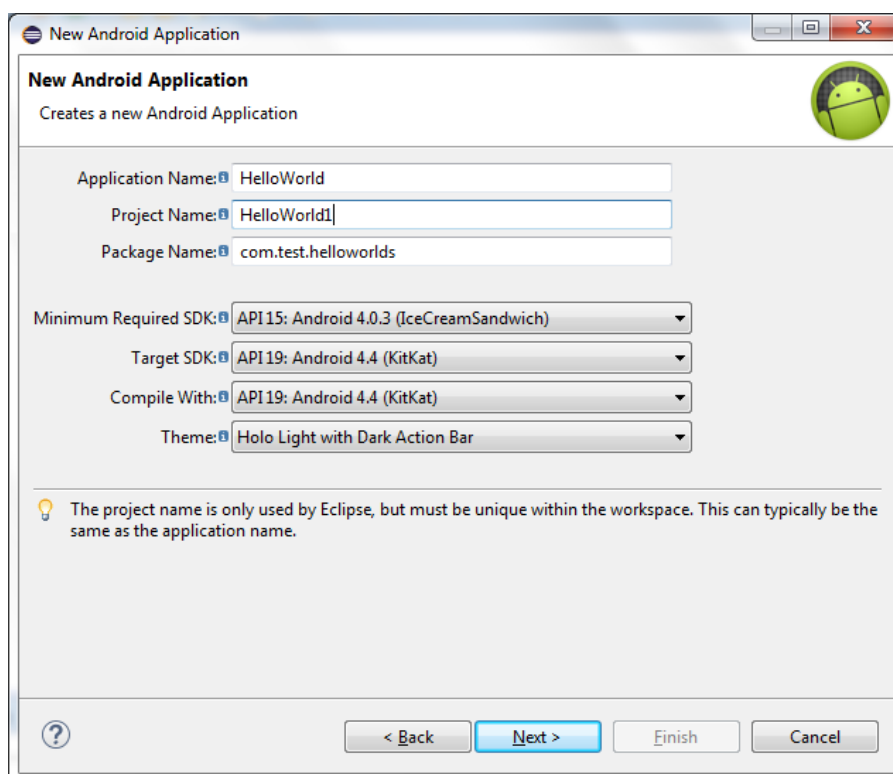 New Android Application
New Android Application
Creates a new Android Application
Application Name: HelloWorld
Project Name: HelloWorld1
Package Name: com.test.helloworlds
Minimum Required SDK: API 15: Android 4.0.3 (IceCreamSandwich)
Target SDK: API 19: Android 4.4 (KitKat)
Compile With: API 19: Android 4.4 (KitKat)
Theme: Holo Light with Dark Action Bar
The project name is only used by Eclipse, but must be unique within the workspace. This can typically be the
same as the application name.
? < Back Next > Finish Cancel